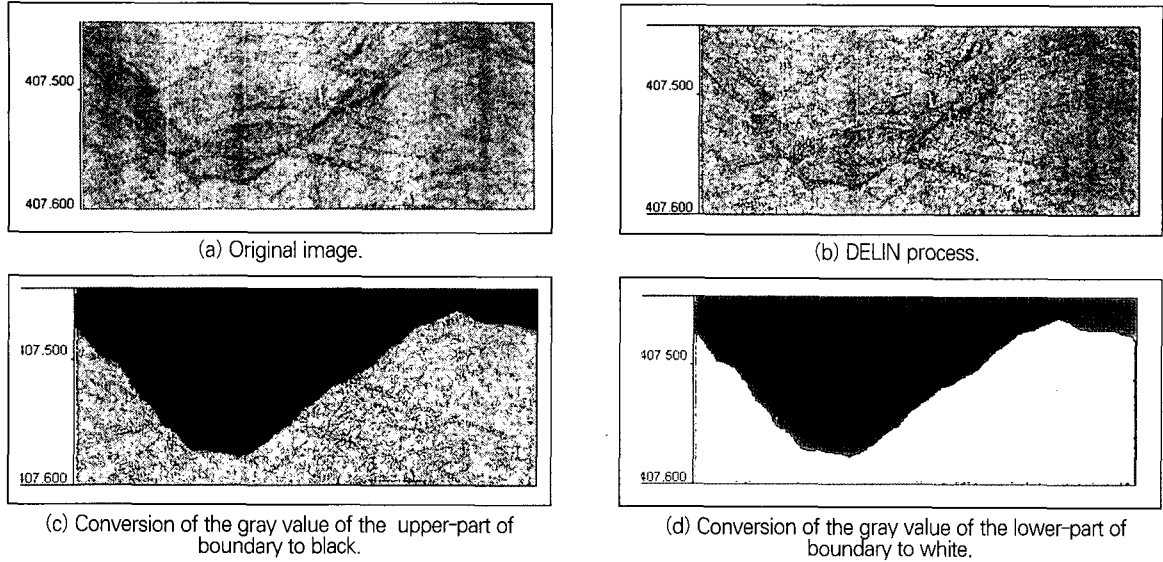 407.500
407.600
(a) Original image.
407.500
407.600
(b) DELIN process.
407.500
407.600
(c) Conversion of the gray value of the upper-part of
boundary to black.
407 500
407.600
(d) Conversion of the gray value of the lower-part of
boundary to white.